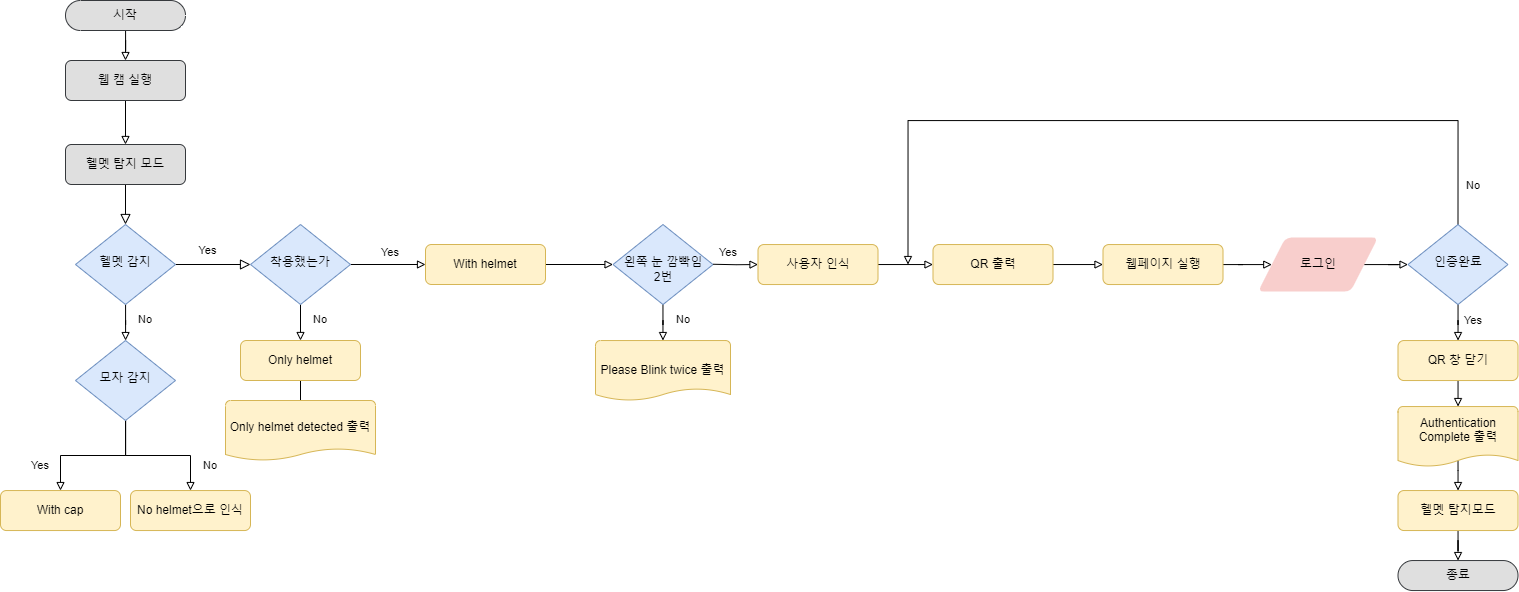 시작
웹 캠 실행
헬멧 탐지 모드
헬멧 감지
Yes
착용했는가
Yes
With helmet
왼쪽 눈 깜빡임
2번
Yes
사용자 인식
QR 출력
웹페이지 실행
로그인
인증완료
No
No
No
No
Yes
모자 감지
Only helmet
Only helmet detected 출력
Please Blink twice 출력
QR 창 닫기
Authentication
Complete 출력
Yes
No
With cap
No helmet으로 인식
헬멧 탐지모드
종료